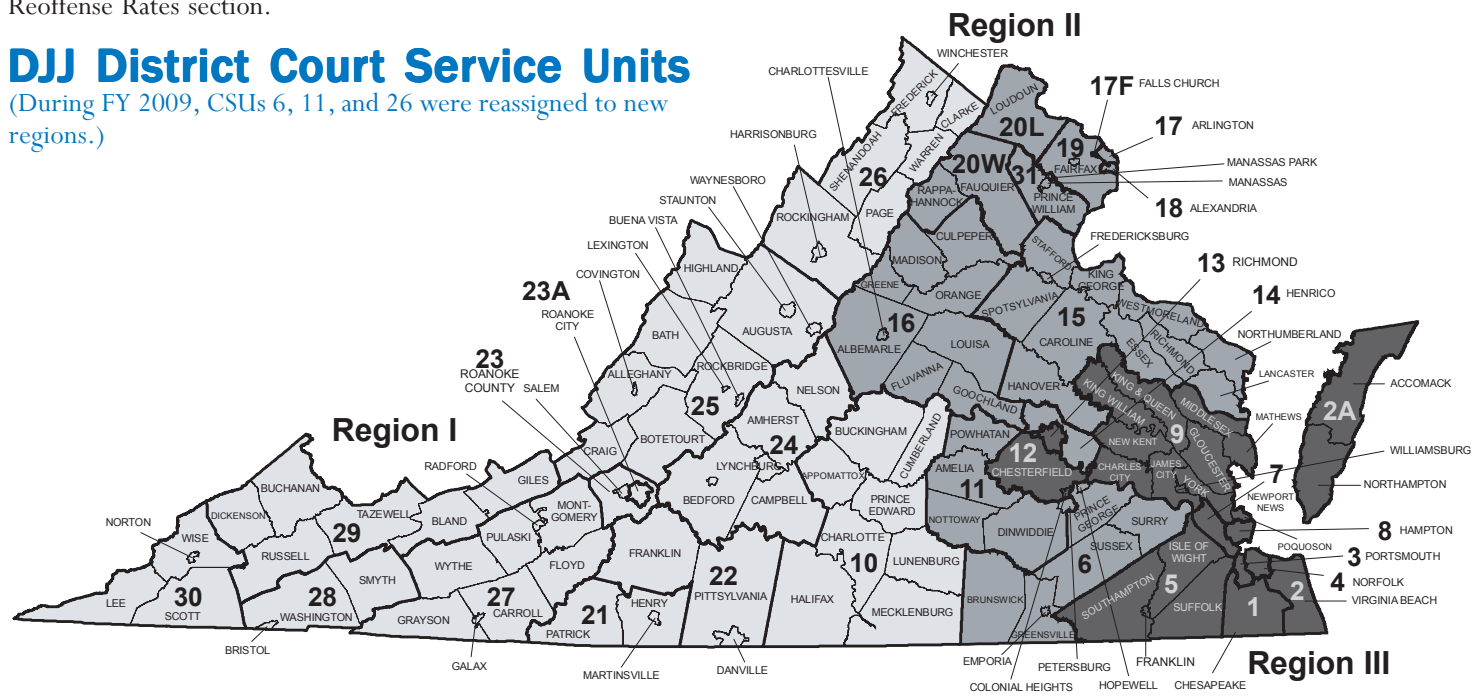 Reoffense Rates section.
DJJ District Court Service Units
(During FY 2009, CSUs 6, 11, and 26 were reassigned to new
regions.)
Region II
WINCHESTER
CHARLOTTESVILLE
FREDERICK
CLARKE
LOUDOUN
17F FALLS CHURCH
20L
17 ARLINGTON
HARRISONBURG
SHENANDOAH
WARREN
19
FAIRFAX
MANASSAS PARK
20W
31
MANASSAS
26
FAUQUIER
WAYNESBORO
RAPPA-
HANNOCK
PRINCE
WILLIAM
STAUNTON
PAGE
18 ALEXANDRIA
BUENA VISTA
ROCKINGHAM
CULPEPER
STAFFORD
FREDERICKSBURG
LEXINGTON
MADISON
13 RICHMOND
COVINGTON
HIGHLAND
KING
GEORGE
GREENE
ORANGE
14 HENRICO
23A
ROANOKE
CITY
SPOTSYLVANIA
WESTMORELAND
BATH
AUGUSTA
16
15
NORTHUMBERLAND
ALBEMARLE
LOUISA
CAROLINE
ESSEX
RICHMOND
23
ROANOKE
COUNTY
SALEM
ALLEGHANY
ROCKBRIDGE
FLUVANNA
LANCASTER
ACCOMACK
NELSON
GOOCHLAND
HANOVER
KING & QUEEN
KING WILLIAM
MIDDLESEX
2A
25
AMHERST
MATHEWS
Region I
BOTETOURT
24
BUCKINGHAM
CUMBERLAND
POWHATAN
NEW KENT
9
GLOUCESTER
CRAIG
12
CHESTERFIELD
WILLIAMSBURG
RADFORD
LYNCHBURG
APPOMATTOX
AMELIA
CHARLES
CITY
JAMES
CITY
YORK
7
NEWPORT
NEWS
GILES
BEDFORD
CAMPBELL
PRINCE
EDWARD
11
NORTHAMPTON
BUCHANAN
MONT-
GOMERY
NOTTOWAY
PRINCE
GEORGE
SURRY
DICKENSON
TAZEWELL
BLAND
8 HAMPTON
NORTON
29
PULASKI
CHARLOTTE
DINWIDDIE
SUSSEX
POQUOSON
WISE
RUSSELL
FRANKLIN
ISLE OF
WIGHT
3 PORTSMOUTH
WYTHE
FLOYD
10
LUNENBURG
6
4 NORFOLK
SMYTH
22
PITTSYLVANIA
5
2
VIRGINIA BEACH
LEE
30
SCOTT
28
WASHINGTON
27
CARROLL
HENRY
HALIFAX
BRUNSWICK
SOUTHAMPTON
SUFFOLK
1
GRAYSON
21
PATRICK
MECKLENBURG
GREENSVILLE
BRISTOL
GALAX
MARTINSVILLE
DANVILLE
EMPORIA
PETERSBURG
FRANKLIN
Region III
COLONIAL HEIGHTS
HOPEWELL
CHESAPEAKE